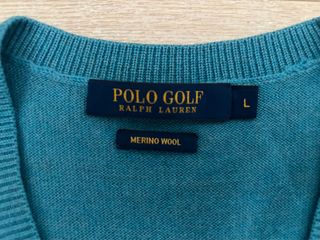 POLO GOLF
RALPH LAUREN
L
MERINO WOOL